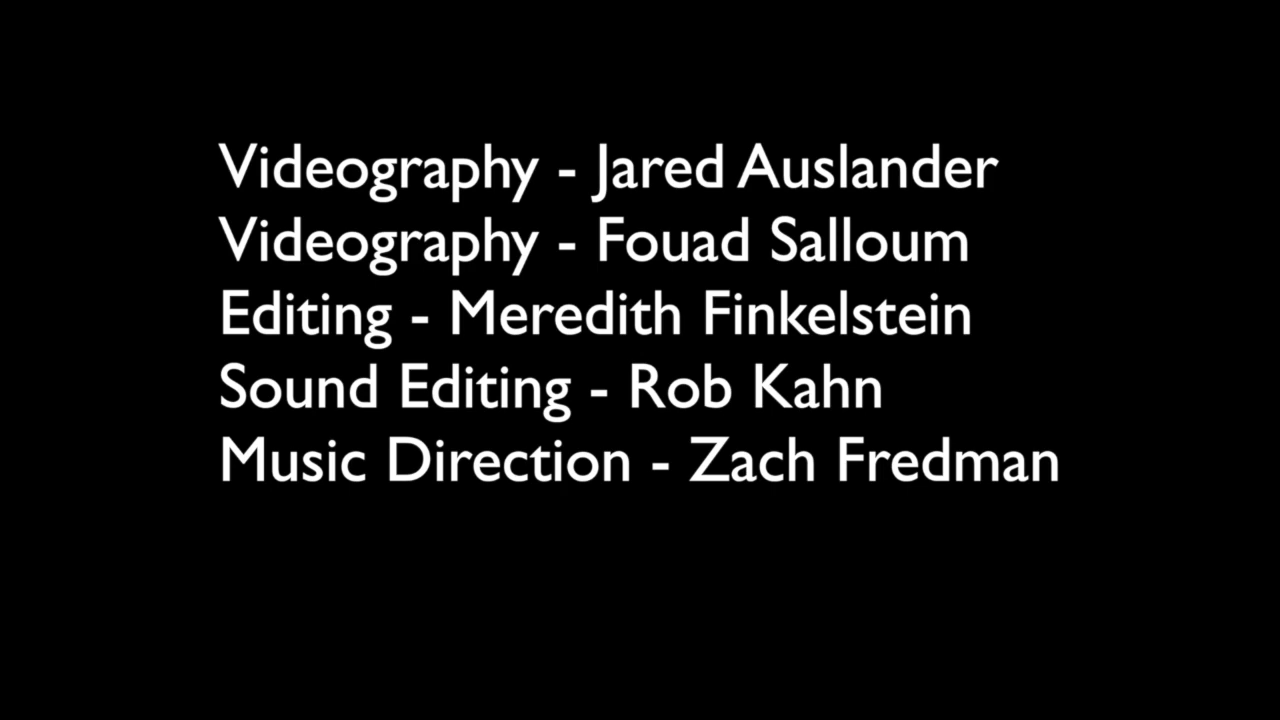 Videography - Jared Auslander
Videography - Fouad Salloum
Editing - Meredith Finkelstein
Sound Editing - Rob Kahn
Music Direction - Zach Fredman